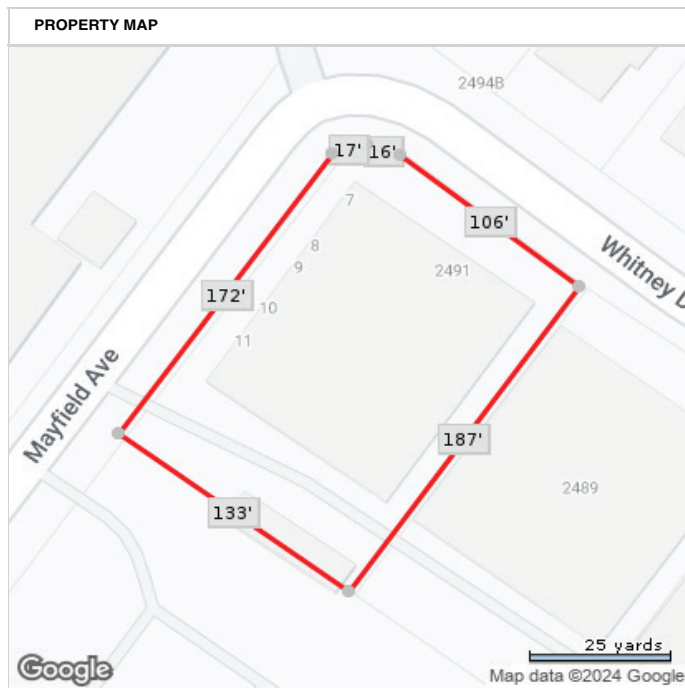 PROPERTY MAP
2494B
17' 16'
7
106'
8
2491
9
Whitney D
172'
10
11
Mayfield Ave
187'
2489
133'
25 yards
Google
Map data ©2024 Google